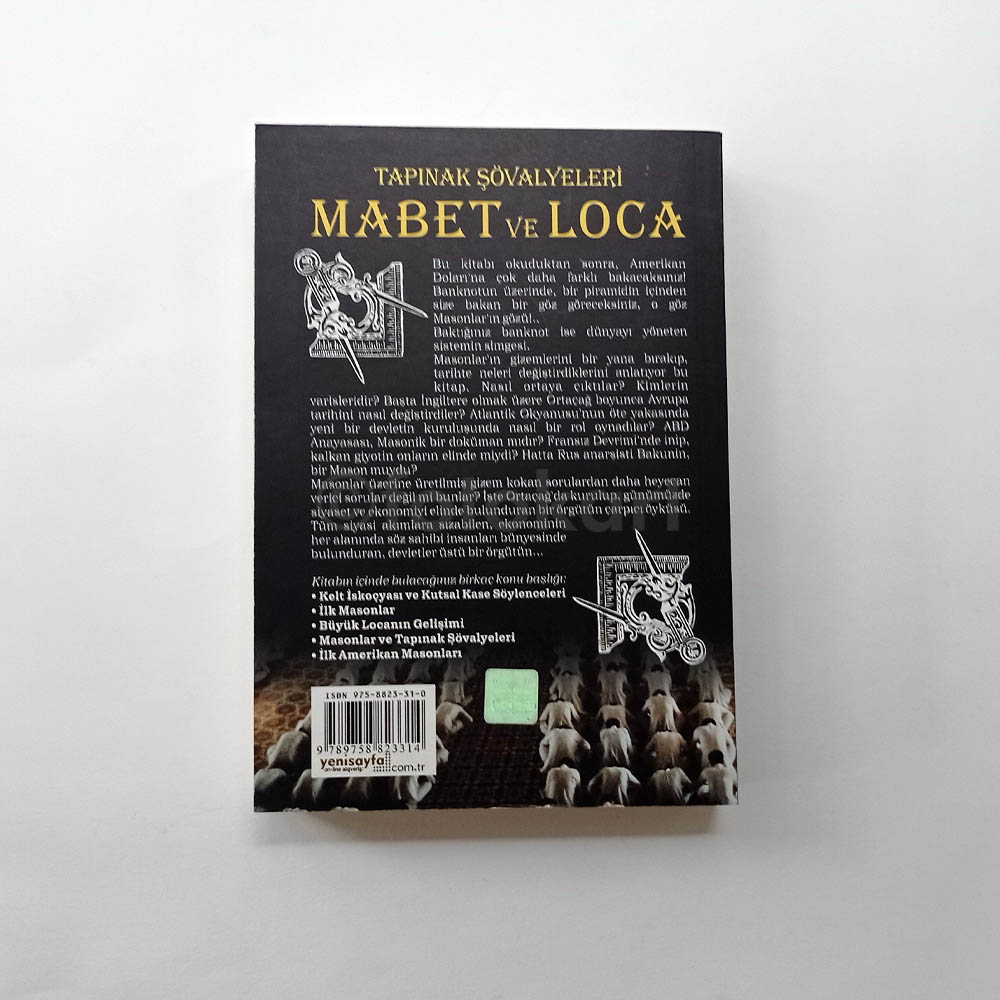 TAPINAK ŞÖVALYELERİ
MABET VE LOCA
Bu kitabı okuduktan sonra, Amerikan
Doları'na çok daha farklı bakacaksınız!
Banknotun üzerinde, bir piramidin içinden
size bakan bir göz göreceksiniz, o göz
Masonlar'ın gözü!..
Baktığınız banknot ise dünyayı yöneten
sistemin simgesi.
Masonlar'ın gizemlerini bir yana bırakıp,
tarihte neleri değiştirdiklerini anlatıyor bu
kitap. Nasıl ortaya çıktılar? Kimlerin
varisleridir? Başta İngiltere olmak üzere Ortaçağ boyunca Avrupa
tarihini nasıl değiştirdiler? Atlantik Okyanusu'nun öte yakasında
yeni bir devletin kuruluşunda nasıl bir rol oynadılar? ABD
Anayasası, Masonik bir doküman mıdır? Fransız Devrimi'nde inip,
kalkan giyotin onların elinde miydi? Hatta Rus anarşisti Bakunin,
bir Mason muydu?
Masonlar üzerine üretilmiş gizem kokan sorulardan daha heyecan
verici sorular değil mi bunlar? İşte Ortaçağ'da kurulup, günümüzde
siyaset ve ekonomiyi elinde bulunduran bir örgütün çarpıcı öyküsü.
Tüm siyasi akımlara sızabilen, ekonominin
her alanında söz sahibi insanları bünyesinde
bulunduran, devletler üstü bir örgütün...
Kitabın içinde bulacağınız birkaç konu başlığı:
• Kelt İskoçyası ve Kutsal Kase Söylenceleri
• İlk Masonlar
• Büyük Locanın Gelişimi
• Masonlar ve Tapınak Şövalyeleri
• İlk Amerikan Masonları
ISBN 975-8823-31-0
9 789758 823314
yenisayfa
on-line alışveriş
.com.tr